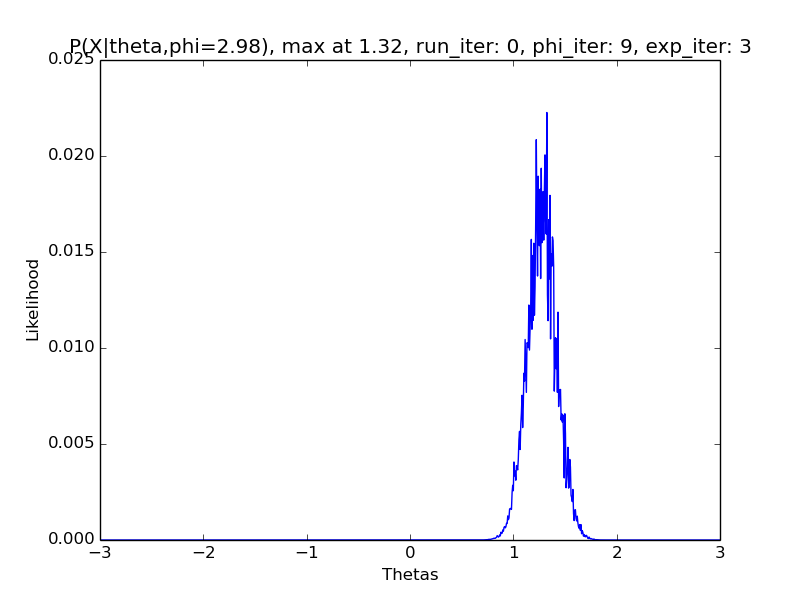 P(X|theta,phi=2.98), max at 1.32, run_iter: 0, phi_iter: 9, exp_iter: 3
0.025
0.020
0.015
0.010
0.005
0.000
Likelihood
−3 −2 −1 0 1 2 3
Thetas